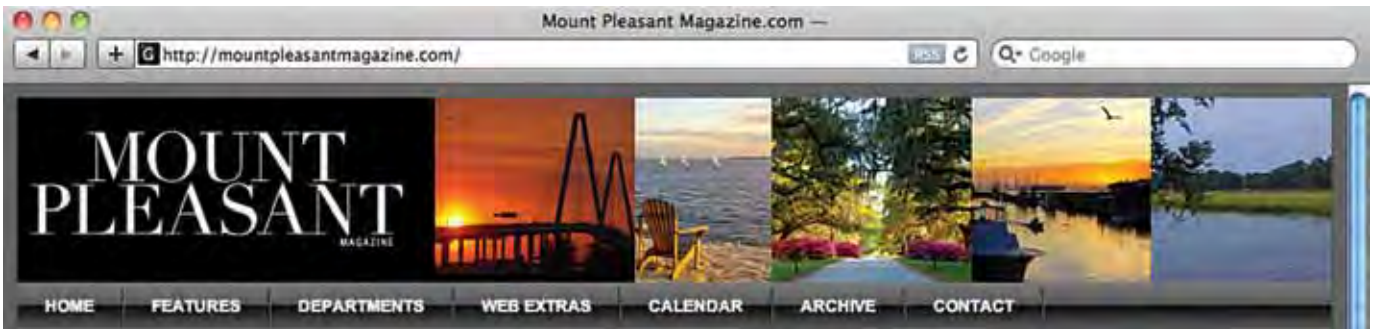 Mount Pleasant Magazine.com —
http://mountpleasantmagazine.com/ RSS Google
MOUNT
PLEASANT
MAGAZINE
HOME FEATURES DEPARTMENTS WEB EXTRAS CALENDAR ARCHIVE CONTACT